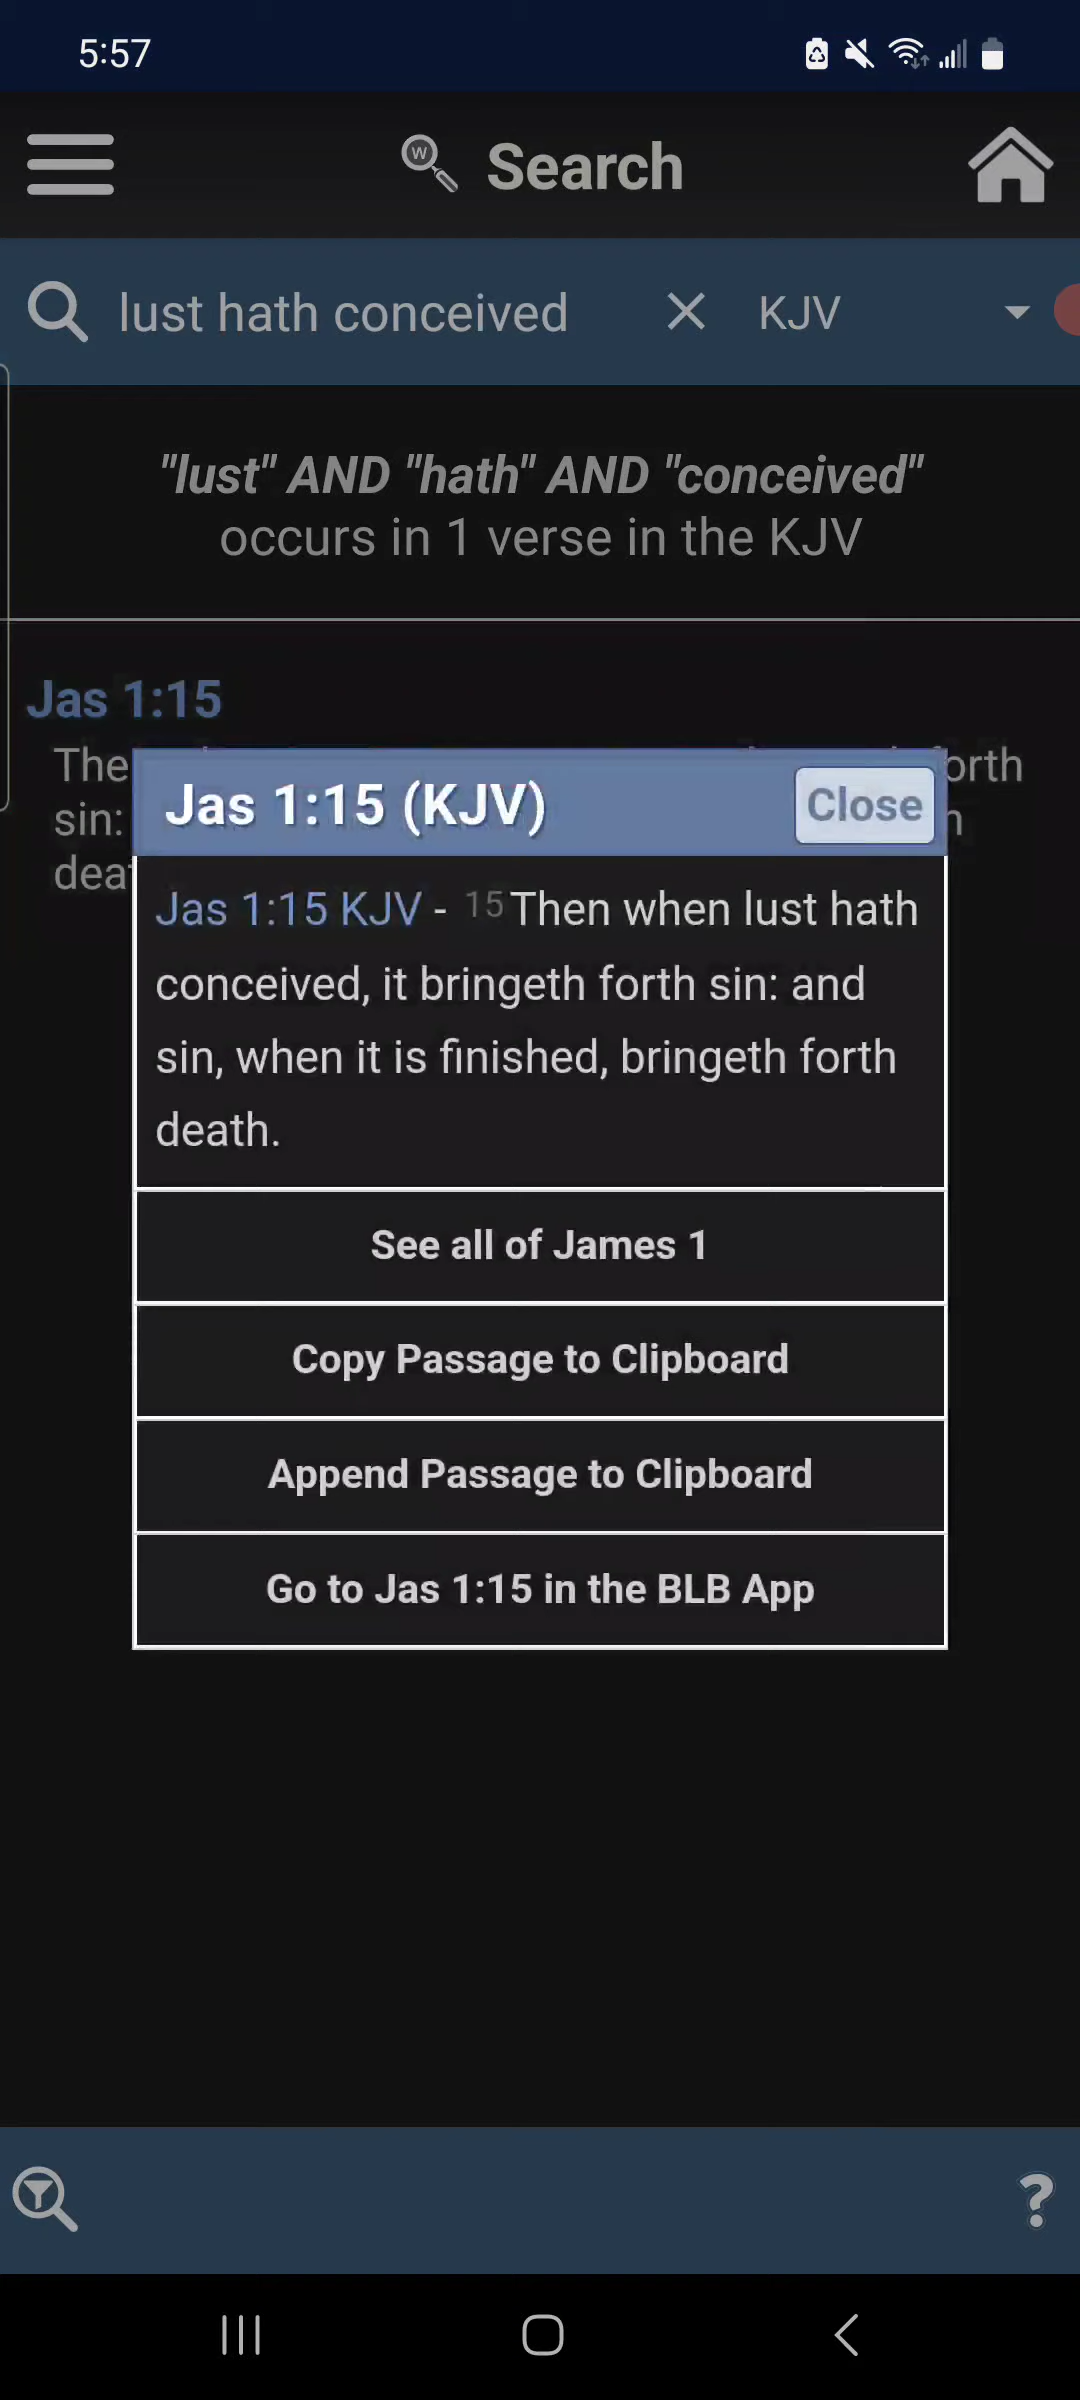 5:57
Search
lust hath conceived KJV
"lust" AND "hath" AND "conceived"
occurs in 1 verse in the KJV
Jas 1:15
sin:
Jas 1:15 (KJV) Close
Jas 1:15 KJV - 15 Then when lust hath
conceived, it bringeth forth sin: and
sin, when it is finished, bringeth forth
death.
See all of James 1
Copy Passage to Clipboard
Append Passage to Clipboard
Go to Jas 1:15 in the BLB App
?